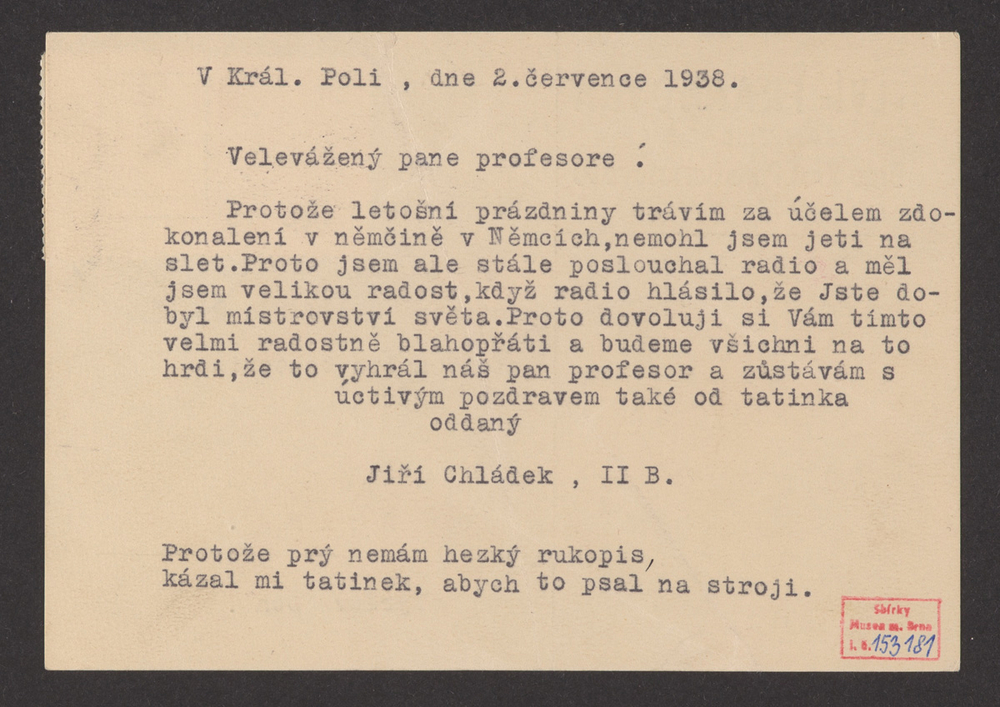 V Král. Poli , dne 2.července 1938.
Velevážený pane profesore !
Protože letošní prázdniny trávím za účelem zdo-
konalení v němčině v Němcích,nemohl jsem jeti na
slet.Proto jsem ale stále poslouchal radio a měl
jsem velikou radost,když radio hlásilo,že Jste do-
byl místrovství světa.Proto dovoluji si Vám tímto
velmi radostně blahopřáti a budeme všichni na to
hrdi,že to vyhrál náš pan profesor a zůstávám s
úctivým pozdravem také od tatinka
oddaný
Jiří Chládek , II B.
Protože prý nemám hezký rukopis,
kázal mi tatinek, abych to psal na stroji.
Sbírky
Musea m. Brna
i. č. 153181